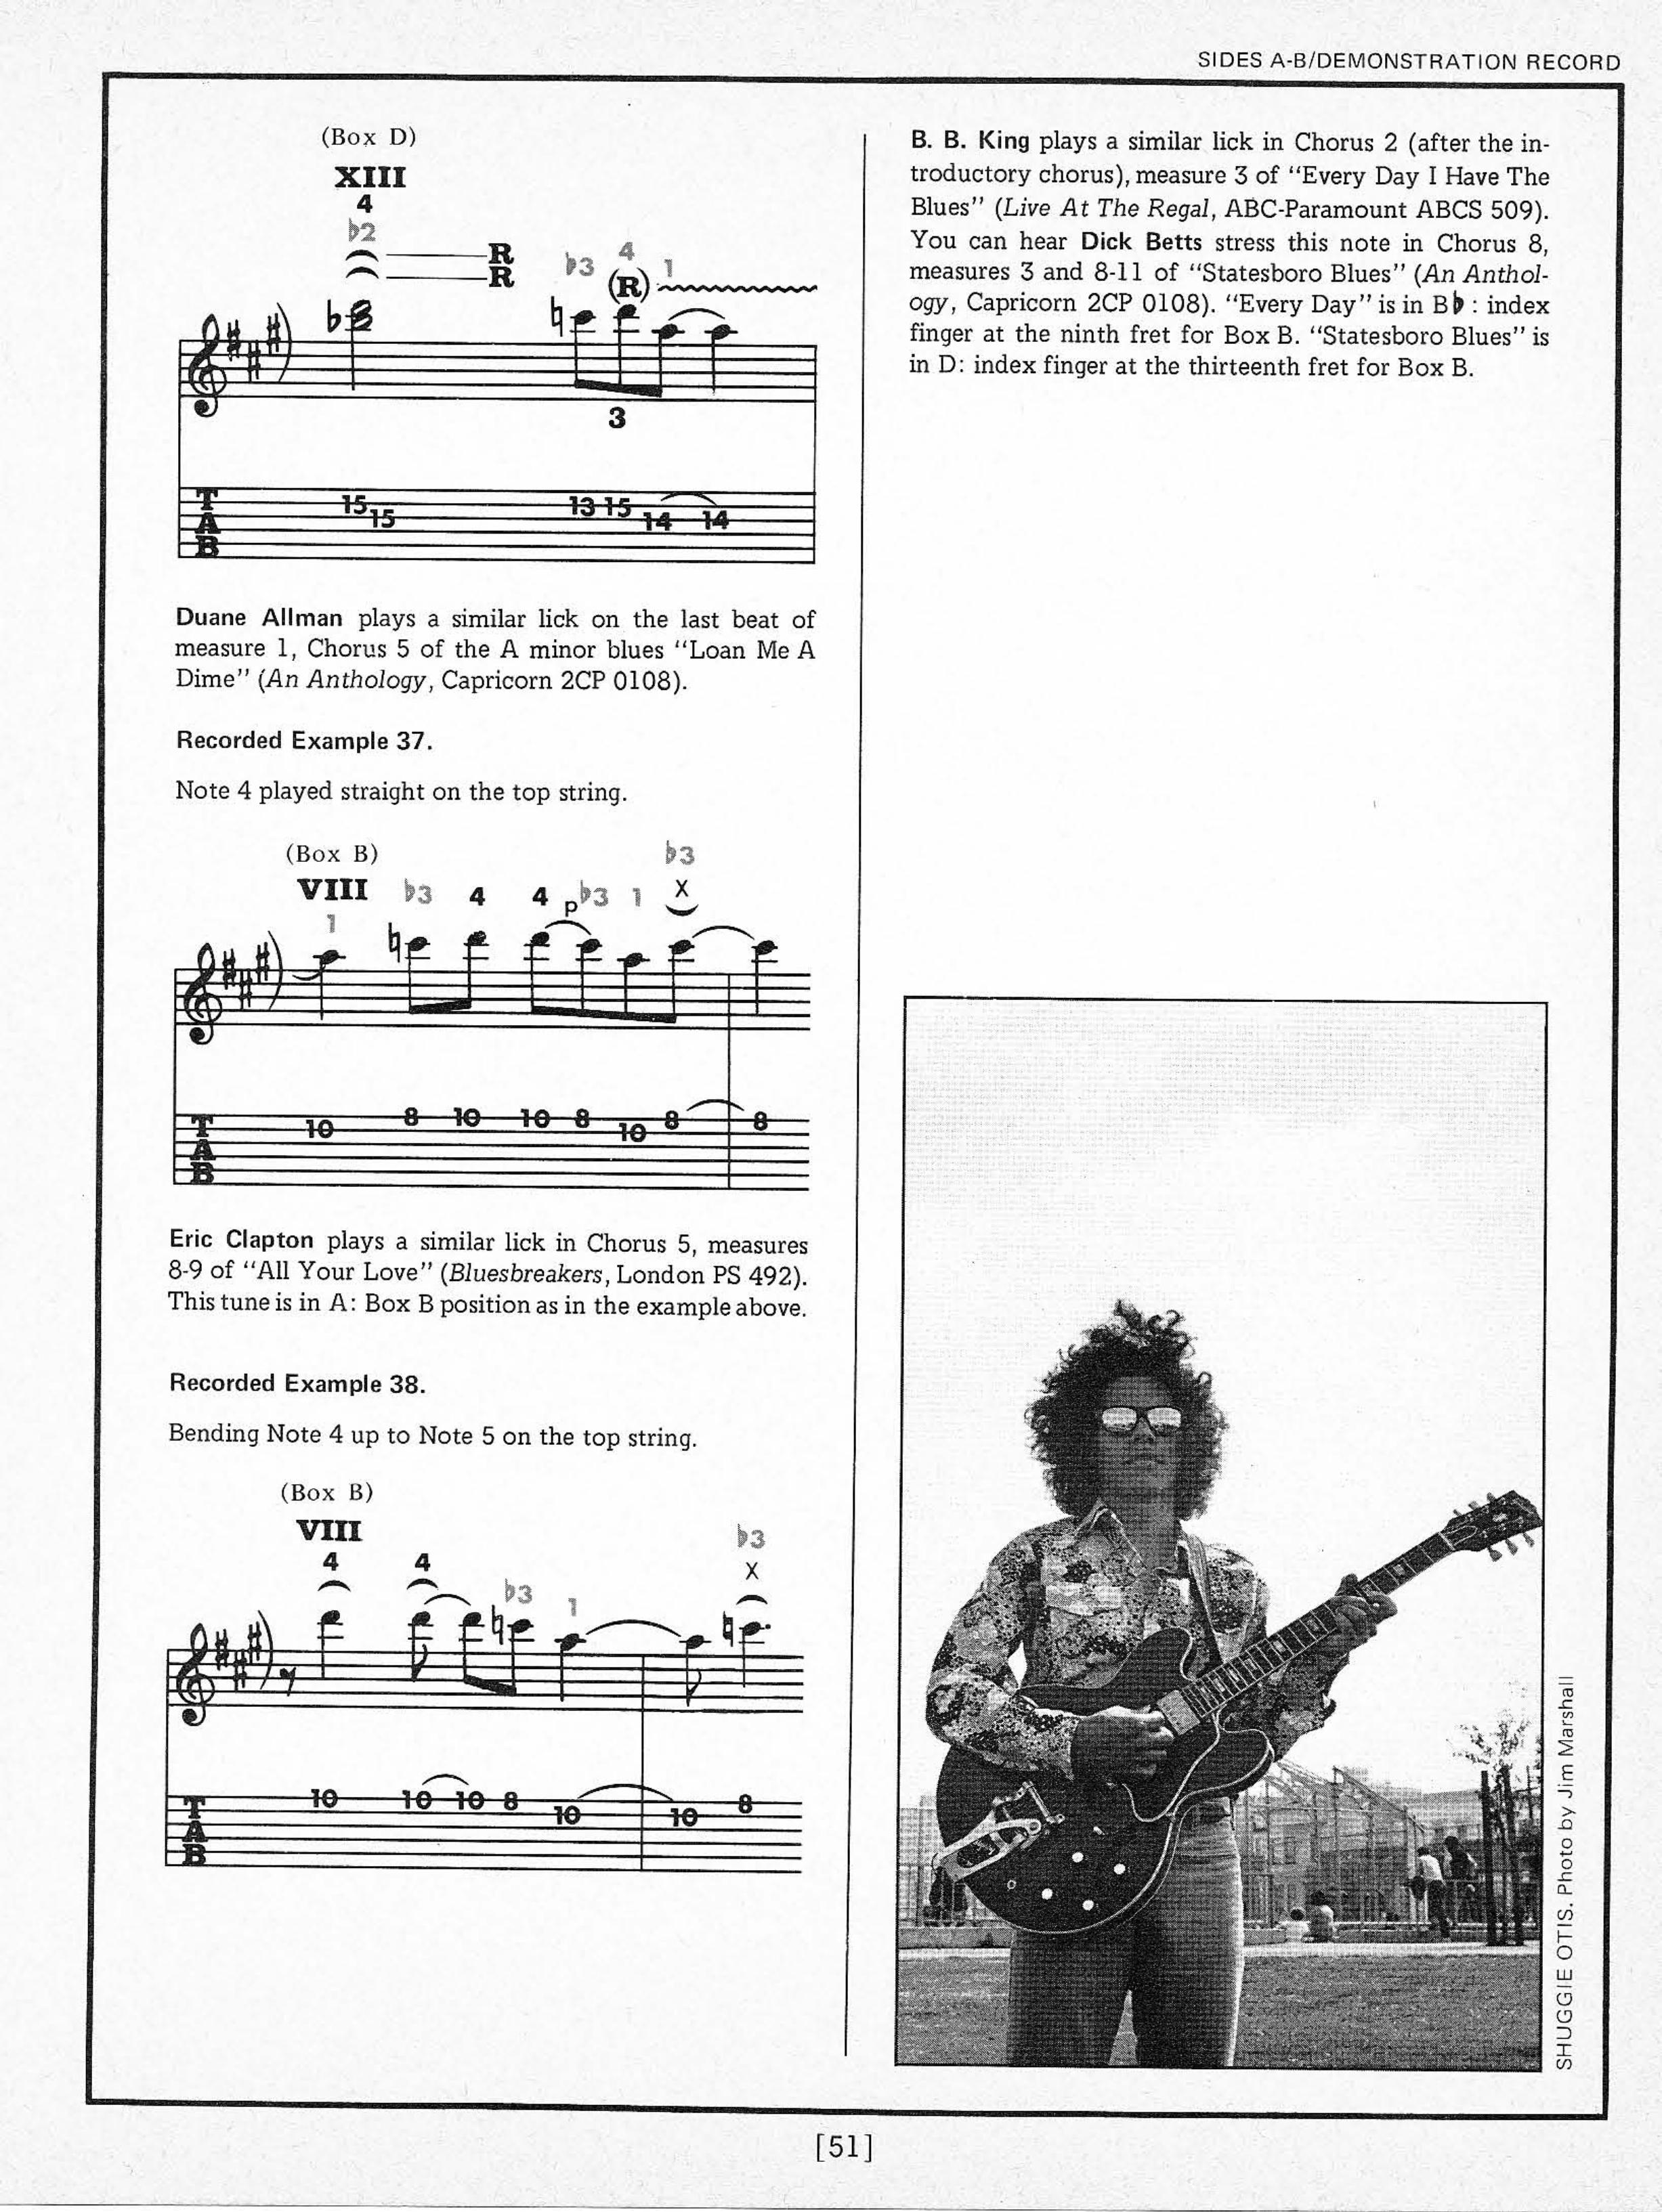 SIDES A-B/DEMONSTRATION RECORD
(Box D)
XIII
4
♭2
R
R
♭3 4 1
(R)
3
T
A
B
15 15 13 15 14 14
Duane Allman plays a similar lick on the last beat of
measure 1, Chorus 5 of the A minor blues “Loan Me A
Dime” (An Anthology, Capricorn 2CP 0108).
Recorded Example 37.
Note 4 played straight on the top string.
(Box B)
VIII ♭3 4 4 p ♭3 1 X
♭3
1
T
A
B
10 8 10 10 8 10 8 8
Eric Clapton plays a similar lick in Chorus 5, measures
8-9 of “All Your Love” (Bluesbreakers, London PS 492).
This tune is in A: Box B position as in the example above.
Recorded Example 38.
Bending Note 4 up to Note 5 on the top string.
(Box B)
VIII
4 4 ♭3 1 X
♭3
T
A
B
10 10 10 8 10 10 8
B. B. King plays a similar lick in Chorus 2 (after the in-
troductory chorus), measure 3 of “Every Day I Have The
Blues” (Live At The Regal, ABC-Paramount ABCS 509).
You can hear Dick Betts stress this note in Chorus 8,
measures 3 and 8-11 of “Statesboro Blues” (An Anthol-
ogy, Capricorn 2CP 0108). “Every Day” is in B♭: index
finger at the ninth fret for Box B. “Statesboro Blues” is
in D: index finger at the thirteenth fret for Box B.
SHUGGIE OTIS. Photo by Jim Marshall
[51]